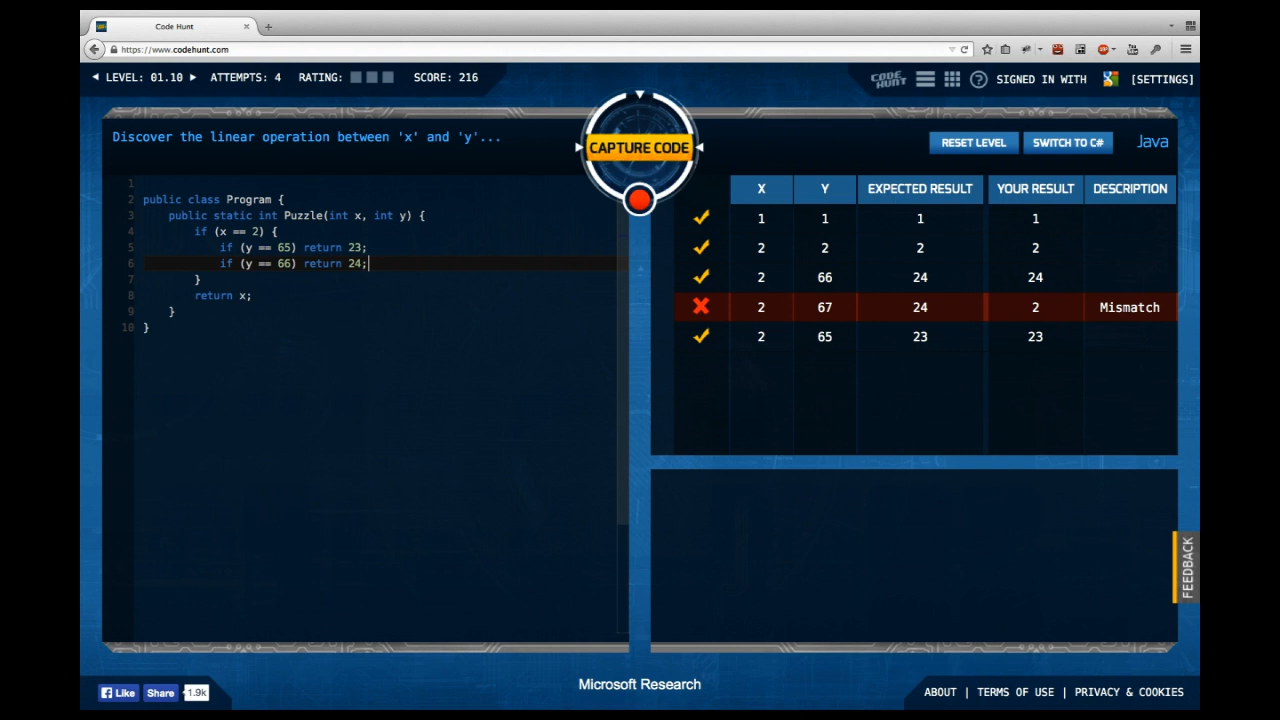 Code Hunt
https://www.codehunt.com
LEVEL: 01.10 ATTEMPTS: 4 RATING: SCORE: 216
CODE HUNT
SIGNED IN WITH [SETTINGS]
Discover the linear operation between 'x' and 'y'...
CAPTURE CODE
RESET LEVEL SWITCH TO C# Java
1
2 public class Program {
3 public static int Puzzle(int x, int y) {
4 if (x == 2) {
5 if (y == 65) return 23;
6 if (y == 66) return 24;
7 }
8 return x;
9 }
10 }
X Y EXPECTED RESULT YOUR RESULT DESCRIPTION
1 1 1 1
2 2 2 2
2 66 24 24
2 67 24 2 Mismatch
2 65 23 23
FEEDBACK
Like Share 1.9k
Microsoft Research
ABOUT | TERMS OF USE | PRIVACY & COOKIES